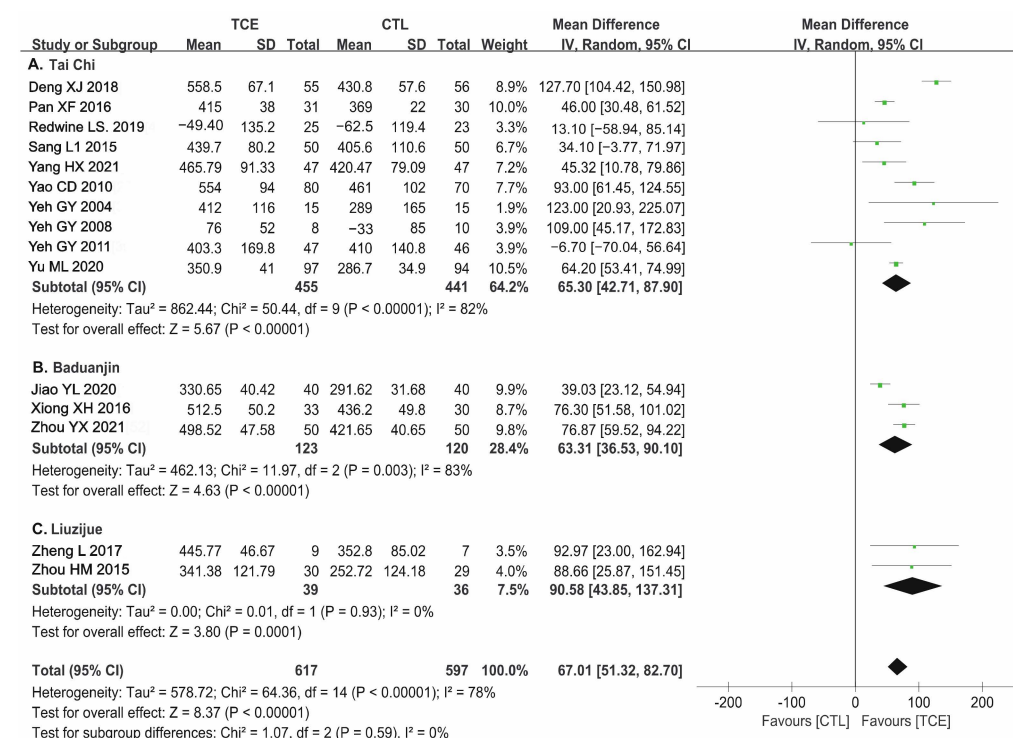 TCE CTL Mean Difference Mean Difference
Study or Subgroup Mean SD Total Mean SD Total Weight IV, Random, 95% CI IV, Random, 95% CI
A. Tai Chi
Deng XJ 2018 558.5 67.1 55 430.8 57.6 56 8.9% 127.70 [104.42, 150.98]
Pan XF 2016 415 38 31 369 22 30 10.0% 46.00 [30.48, 61.52]
Redwine LS. 2019 −49.40 135.2 25 −62.5 119.4 23 3.3% 13.10 [−58.94, 85.14]
Sang L1 2015 439.7 80.2 50 405.6 110.6 50 6.7% 34.10 [-3.77, 71.97]
Yang HX 2021 465.79 91.33 47 420.47 79.09 47 7.2% 45.32 [10.78, 79.86]
Yao CD 2010 554 94 80 461 102 70 7.7% 93.00 [61.45, 124.55]
Yeh GY 2004 412 116 15 289 165 15 1.9% 123.00 [20.93, 225.07]
Yeh GY 2008 76 52 8 −33 85 10 3.9% 109.00 [45.17, 172.83]
Yeh GY 2011 403.3 169.8 47 410 140.8 46 3.9% −6.70 [−70.04, 56.64]
Yu ML 2020 350.9 41 97 286.7 34.9 94 10.5% 64.20 [53.41, 74.99]
Subtotal (95% CI) 455 441 64.2% 65.30 [42.71, 87.90]
Heterogeneity: Tau² = 862.44; Chi² = 50.44, df = 9 (P < 0.00001); I² = 82%
Test for overall effect: Z = 5.67 (P < 0.00001)
B. Baduanjin
Jiao YL 2020 330.65 40.42 40 291.62 31.68 40 9.9% 39.03 [23.12, 54.94]
Xiong XH 2016 512.5 50.2 33 436.2 49.8 30 8.7% 76.30 [51.58, 101.02]
Zhou YX 2021 498.52 47.58 50 421.65 40.65 50 9.8% 76.87 [59.52, 94.22]
Subtotal (95% CI) 123 120 28.4% 63.31 [36.53, 90.10]
Heterogeneity: Tau² = 462.13; Chi² = 11.97, df = 2 (P = 0.003); I² = 83%
Test for overall effect: Z = 4.63 (P < 0.00001)
C. Liuzijue
Zheng L 2017 445.77 46.67 9 352.8 85.02 7 3.5% 92.97 [23.00, 162.94]
Zhou HM 2015 341.38 121.79 30 252.72 124.18 29 4.0% 88.66 [25.87, 151.45]
Subtotal (95% CI) 39 36 7.5% 90.58 [43.85, 137.31]
Heterogeneity: Tau² = 0.00; Chi² = 0.01, df = 1 (P = 0.93); I² = 0%
Test for overall effect: Z = 3.80 (P = 0.0001)
Total (95% CI) 617 597 100.0% 67.01 [51.32, 82.70]
Heterogeneity: Tau² = 578.72; Chi² = 64.36, df = 14 (P < 0.00001); I² = 78%
Test for overall effect: Z = 8.37 (P < 0.00001)
Test for subgroup differences: Chi² = 1.07, df = 2 (P = 0.59), I² = 0%
-200 -100 0 100 200
Favours [CTL] Favours [TCE]